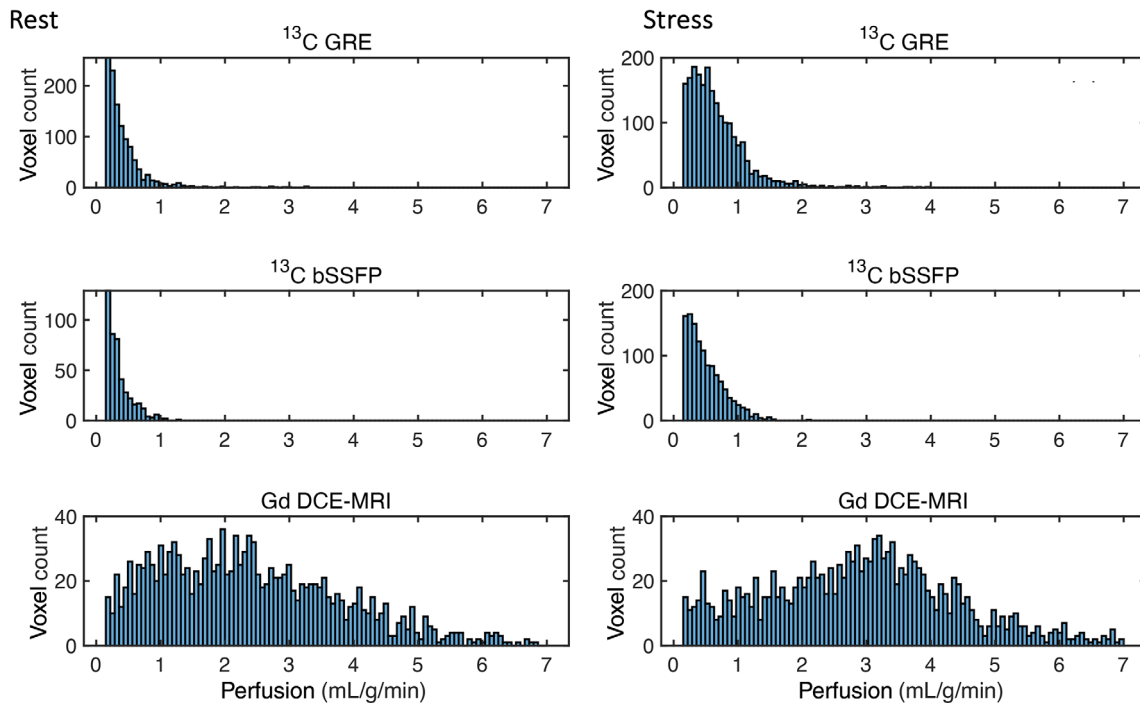 Rest
Stress
13C GRE
Voxel count
200
100
0
0 1 2 3 4 5 6 7
13C GRE
Voxel count
200
100
0
0 1 2 3 4 5 6 7
13C bSSFP
Voxel count
100
50
0
0 1 2 3 4 5 6 7
13C bSSFP
Voxel count
200
100
0
0 1 2 3 4 5 6 7
Gd DCE-MRI
Voxel count
40
20
0
0 1 2 3 4 5 6 7
Perfusion (mL/g/min)
Gd DCE-MRI
Voxel count
40
20
0
0 1 2 3 4 5 6 7
Perfusion (mL/g/min)